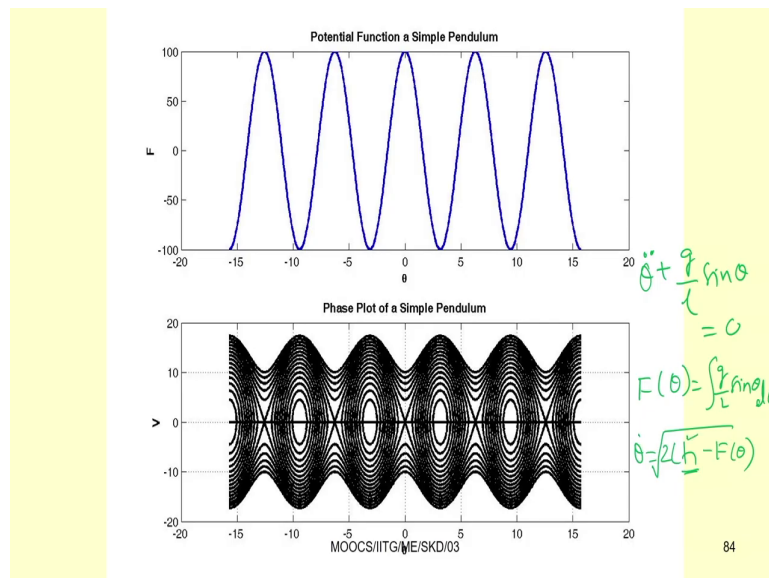 Potential Function a Simple Pendulum
100
50
0
-50
-100
F
-20 -15 -10 -5 0 5 10 15 20
θ
Phase Plot of a Simple Pendulum
20
10
0
-10
-20
V
-20 -15 -10 -5 0 5 10 15 20
θ
θ̈ + g/l sinθ
= 0
F(θ) = ∫ g/L sinθ d
θ̇ = √2(h - F(θ)
MOOCS/IITG/ME/SKD/03
84